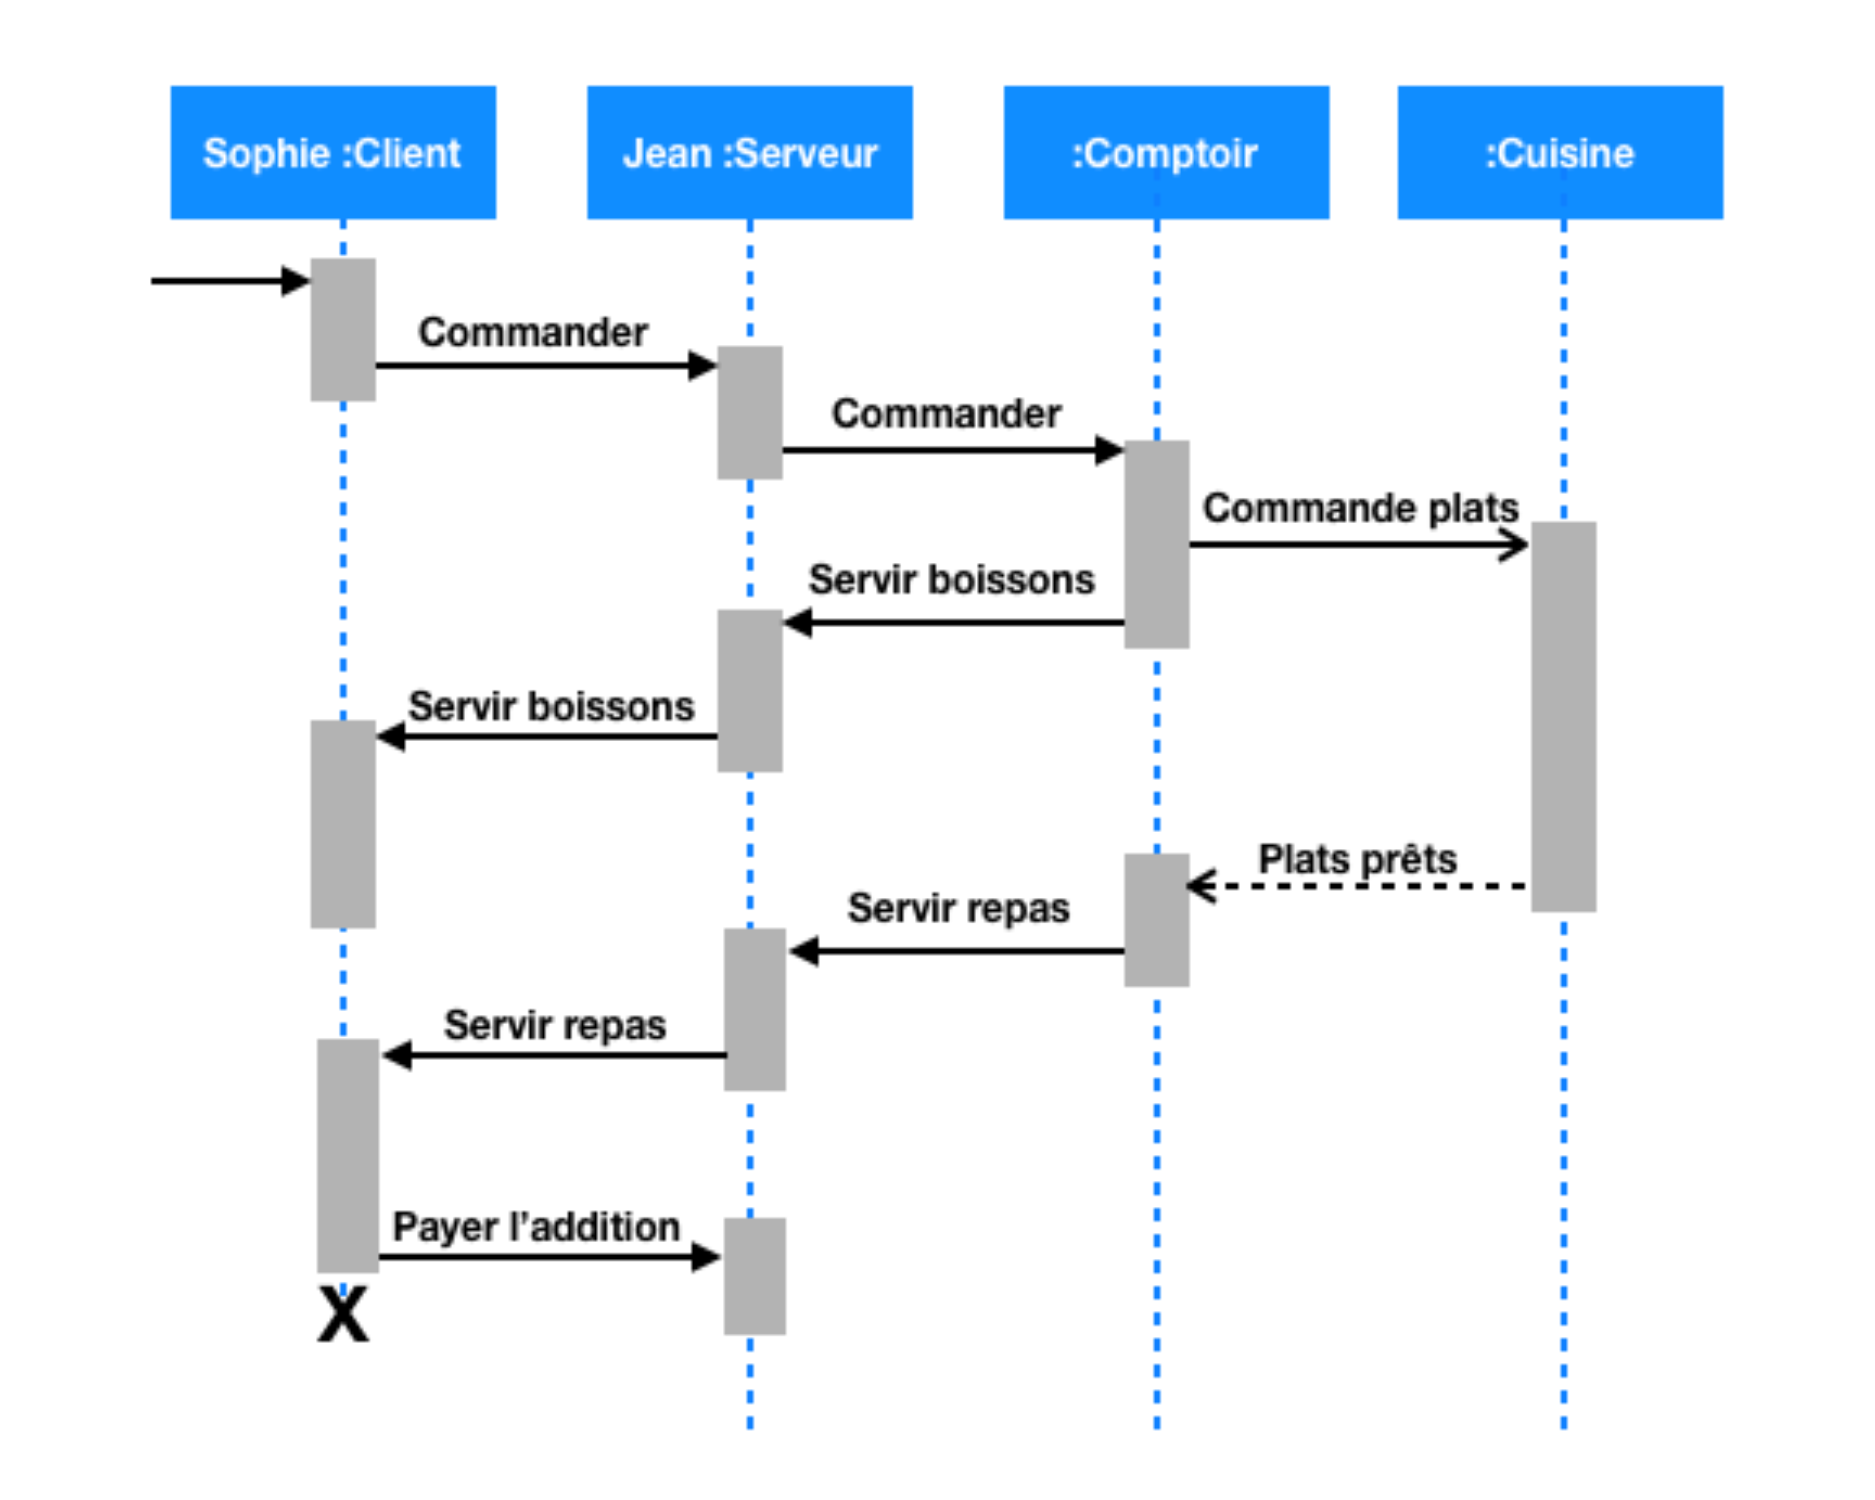 Sophie :Client
Jean :Serveur
:Comptoir
:Cuisine
Commander
Commander
Commande plats
Servir boissons
Servir boissons
Plats prêts
Servir repas
Servir repas
Payer l'addition
X